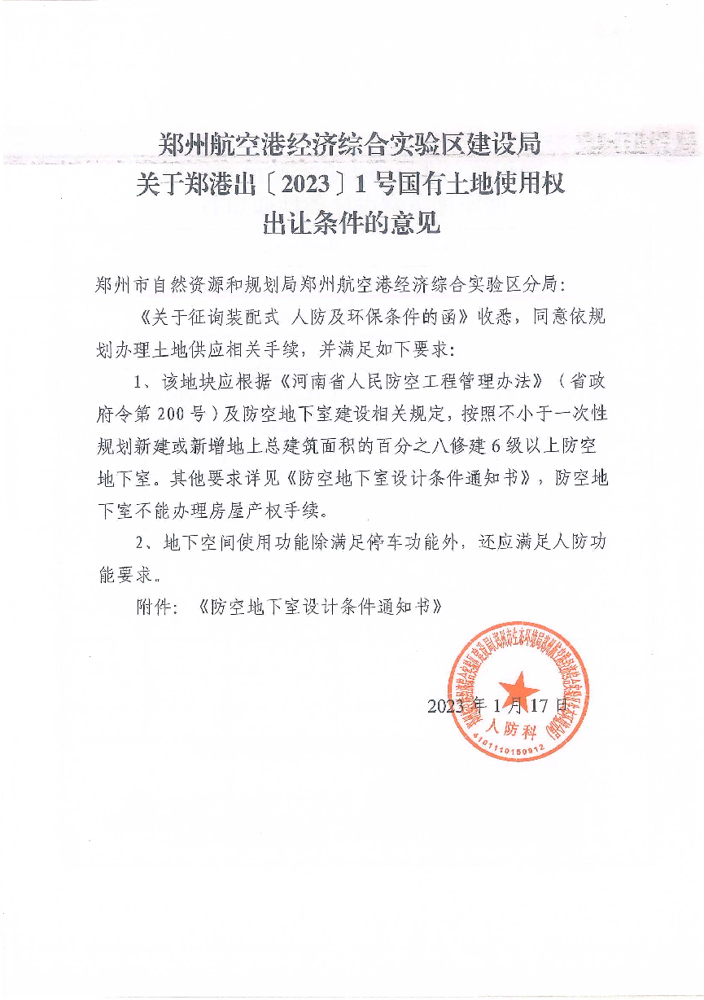 郑州航空港经济综合实验区建设局
关于郑港出〔2023〕1号国有土地使用权
出让条件的意见
郑州市自然资源和规划局郑州航空港经济综合实验区分局：
《关于征询装配式 人防及环保条件的函》收悉，同意依规
划办理土地供应相关手续，并满足如下要求：
1、该地块应根据《河南省人民防空工程管理办法》（省政
府令第 200 号）及防空地下室建设相关规定，按照不小于一次性
规划新建或新增地上总建筑面积的百分之八修建 6 级以上防空
地下室。其他要求详见《防空地下室设计条件通知书》，防空地
下室不能办理房屋产权手续。
2、地下空间使用功能除满足停车功能外，还应满足人防功
能要求。
附件：《防空地下室设计条件通知书》
2023 年 1 月 17 日
人防科
4101110150912